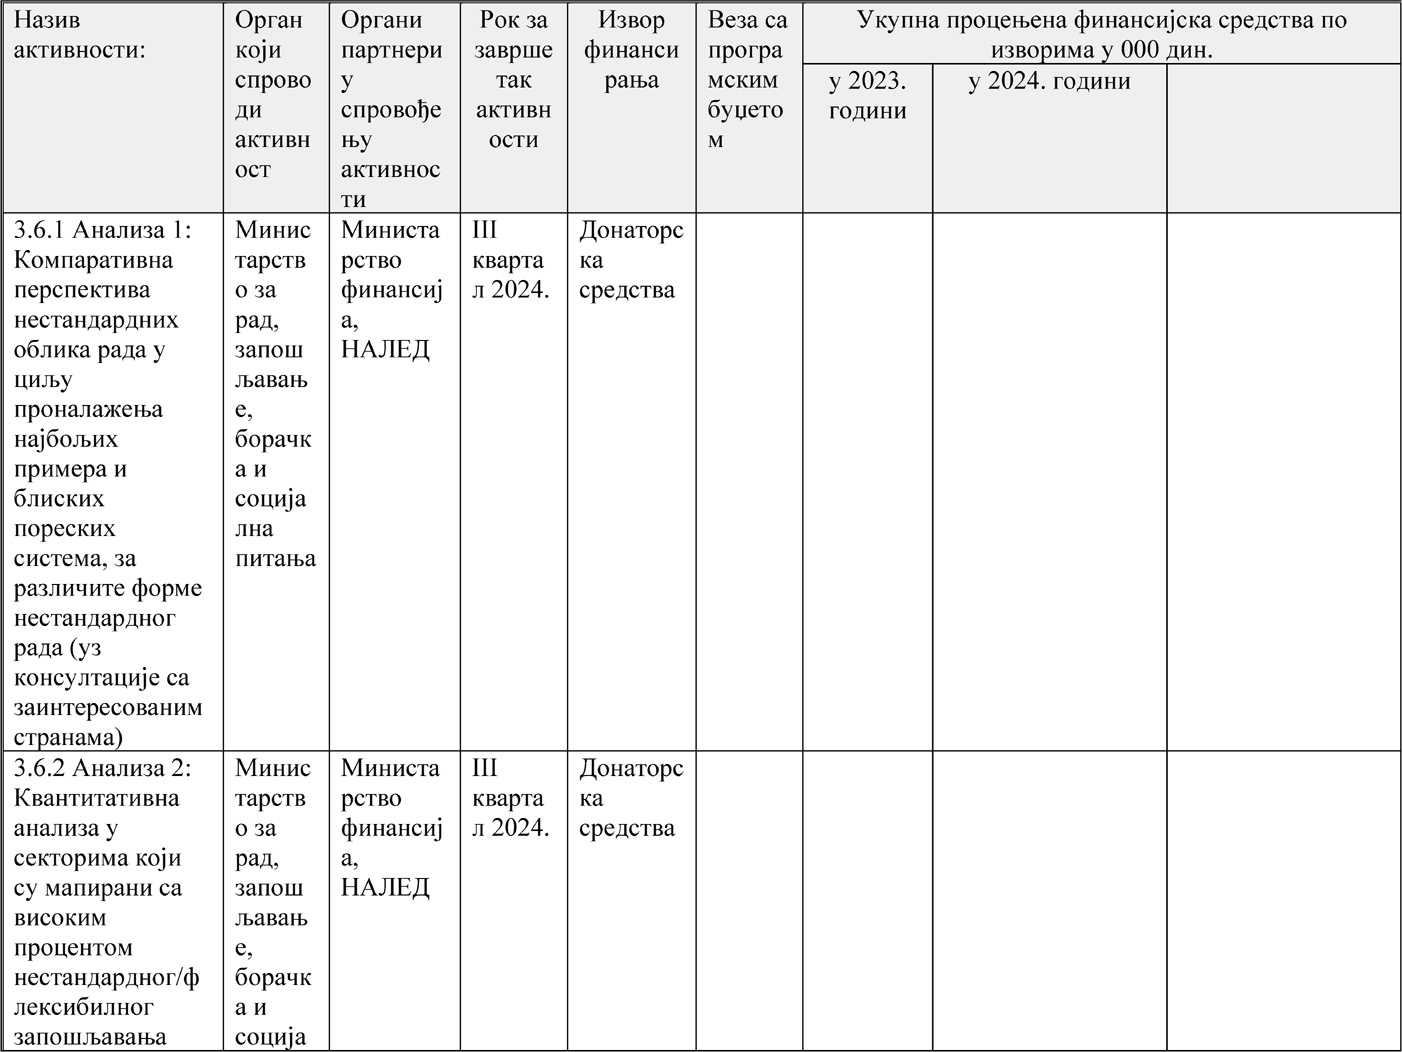 Назив
активности:
Орган
који
спрово
ди
активн
ост
Органи
партнери
у
спровође
њу
активнос
ти
Рок за
заврше
так
активн
ости
Извор
финанси
рања
Веза са
програ
мским
буџето
м
Укупна процењена финансијска средства по
изворима у 000 дин.
у 2023.
години
у 2024. години
3.6.1 Анализа 1:
Компаративна
перспектива
нестандардних
облика рада у
циљу
проналажења
најбољих
примера и
блиских
пореских
система, за
различите форме
нестандардног
рада (уз
консултације са
заинтересованим
странама)
Минис
тарств
о за
рад,
запош
љавањ
е,
борачк
а и
соција
лна
питања
Министа
рство
финансиј
а,
НАЛЕД
III
кварта
л 2024.
Донаторс
ка
средства
3.6.2 Анализа 2:
Квантитативна
анализа у
секторима који
су мапирани са
високим
процентом
нестандардног/ф
лексибилног
запошљавања
Минис
тарств
о за
рад,
запош
љавањ
е,
борачк
а и
соција
Министа
рство
финансиј
а,
НАЛЕД
III
кварта
л 2024.
Донаторс
ка
средства